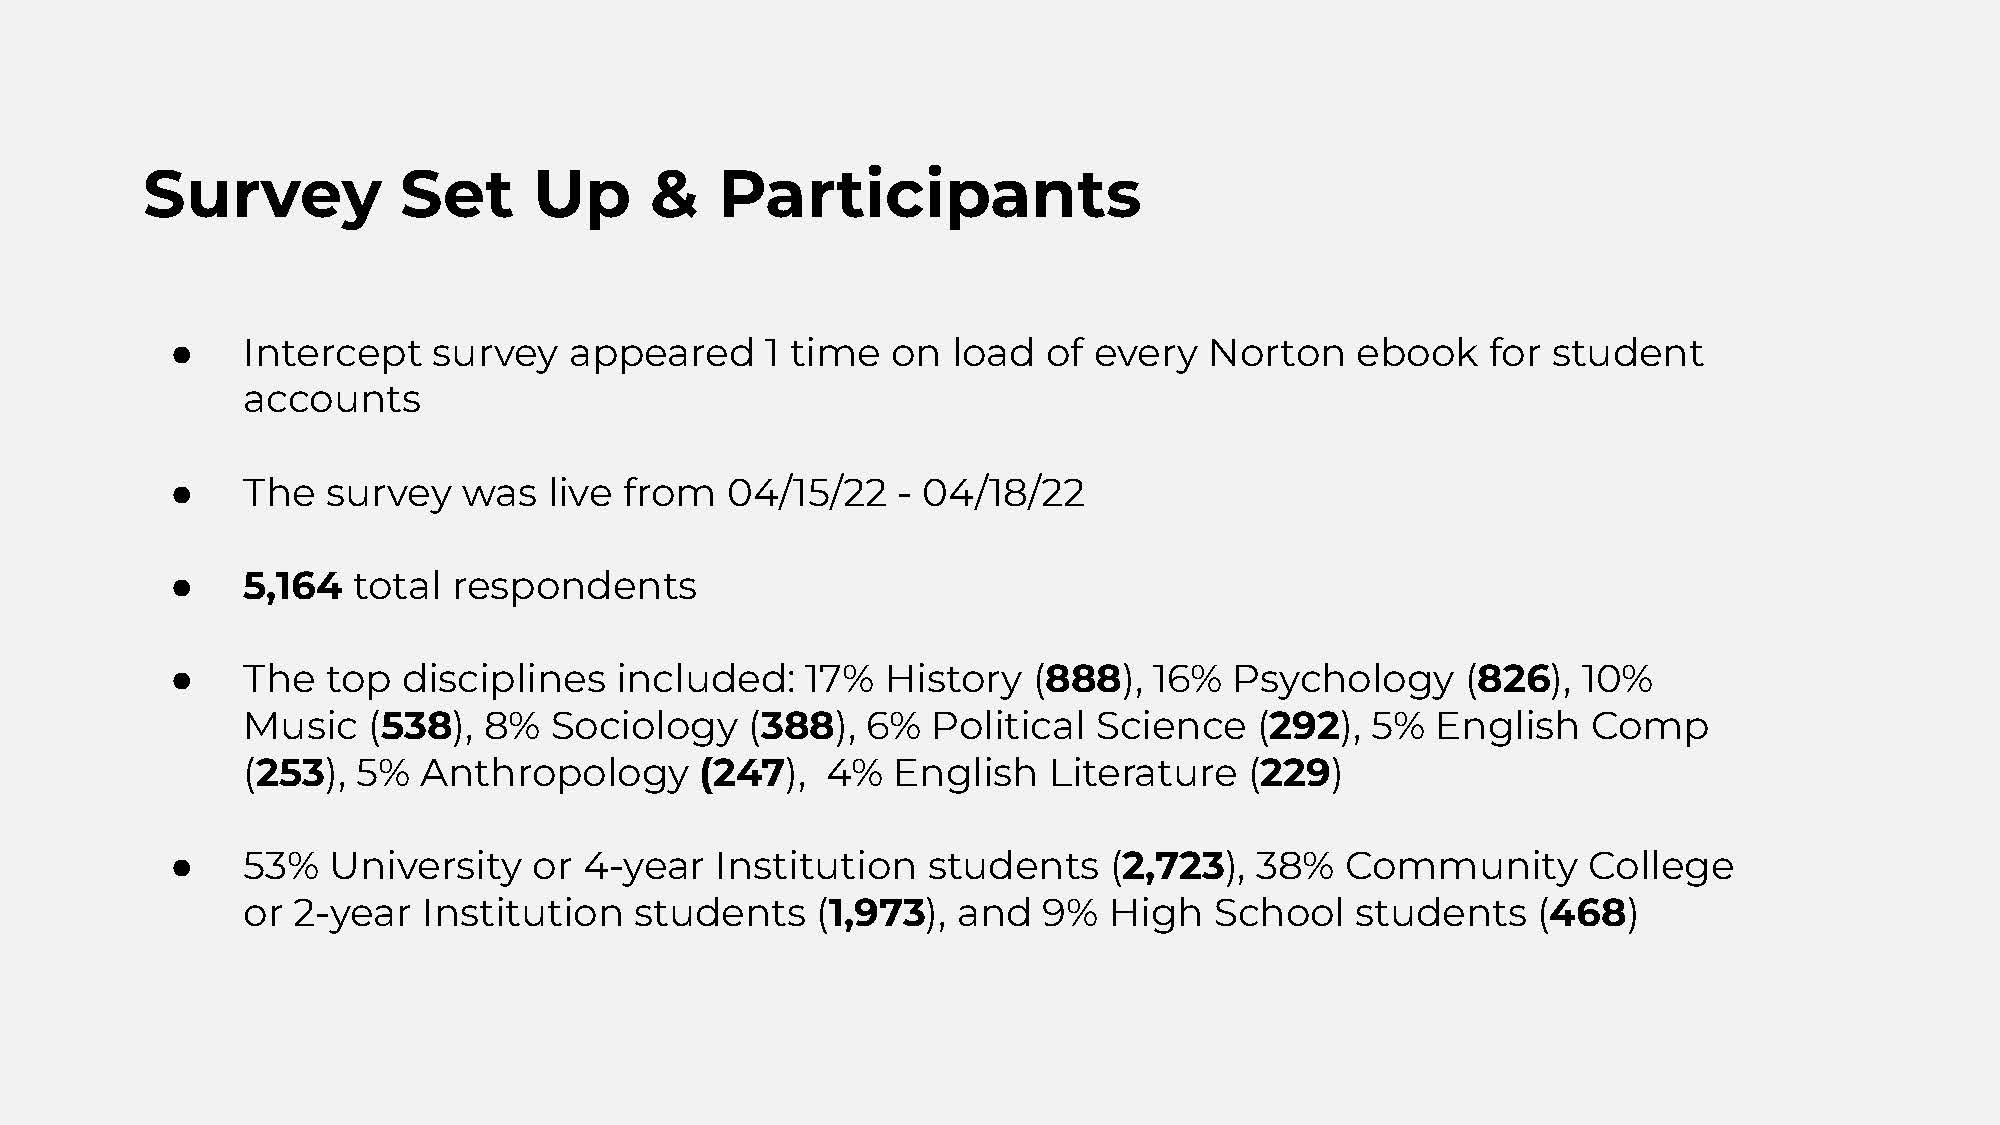 Survey Set Up & Participants
● Intercept survey appeared 1 time on load of every Norton ebook for student
accounts
● The survey was live from 04/15/22 - 04/18/22
● 5,164 total respondents
● The top disciplines included: 17% History (888), 16% Psychology (826), 10%
Music (538), 8% Sociology (388), 6% Political Science (292), 5% English Comp
(253), 5% Anthropology (247), 4% English Literature (229)
● 53% University or 4-year Institution students (2,723), 38% Community College
or 2-year Institution students (1,973), and 9% High School students (468)